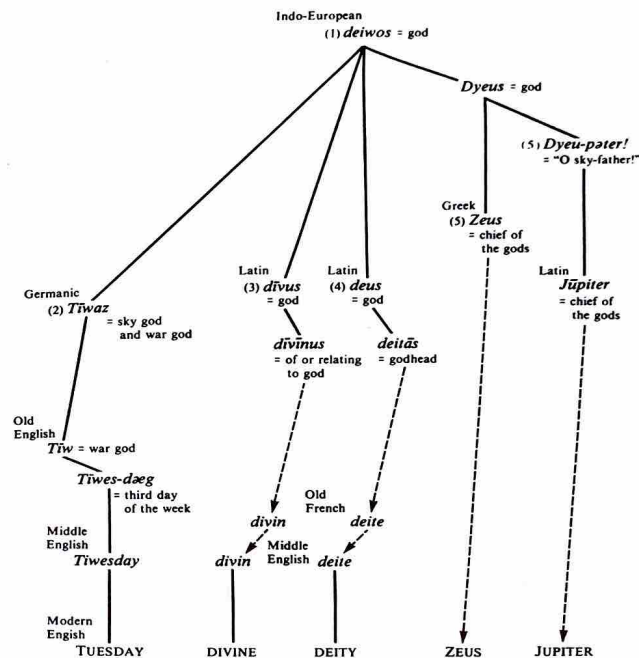 Indo-European
(1) deiwos = god
Dyeus = god
(5) Dyeu-pəter!
= "O sky-father!"
Greek
(5) Zeus
= chief of
the gods
Germanic
(2) Tīwaz
= sky god
and war god
Latin
(3) dīvus
= god
Latin
(4) deus
= god
Latin
Jūpiter
= chief of
the gods
dīvīnus
= of or relating
to god
deitās
= godhead
Old
English
Tīw = war god
Tīwes-dæg
= third day
of the week
Old
French
divin
deite
Middle
English
Tīwesday
divin
Middle
English
deite
Modern
Engish
TUESDAY
DIVINE
DEITY
ZEUS
JUPITER